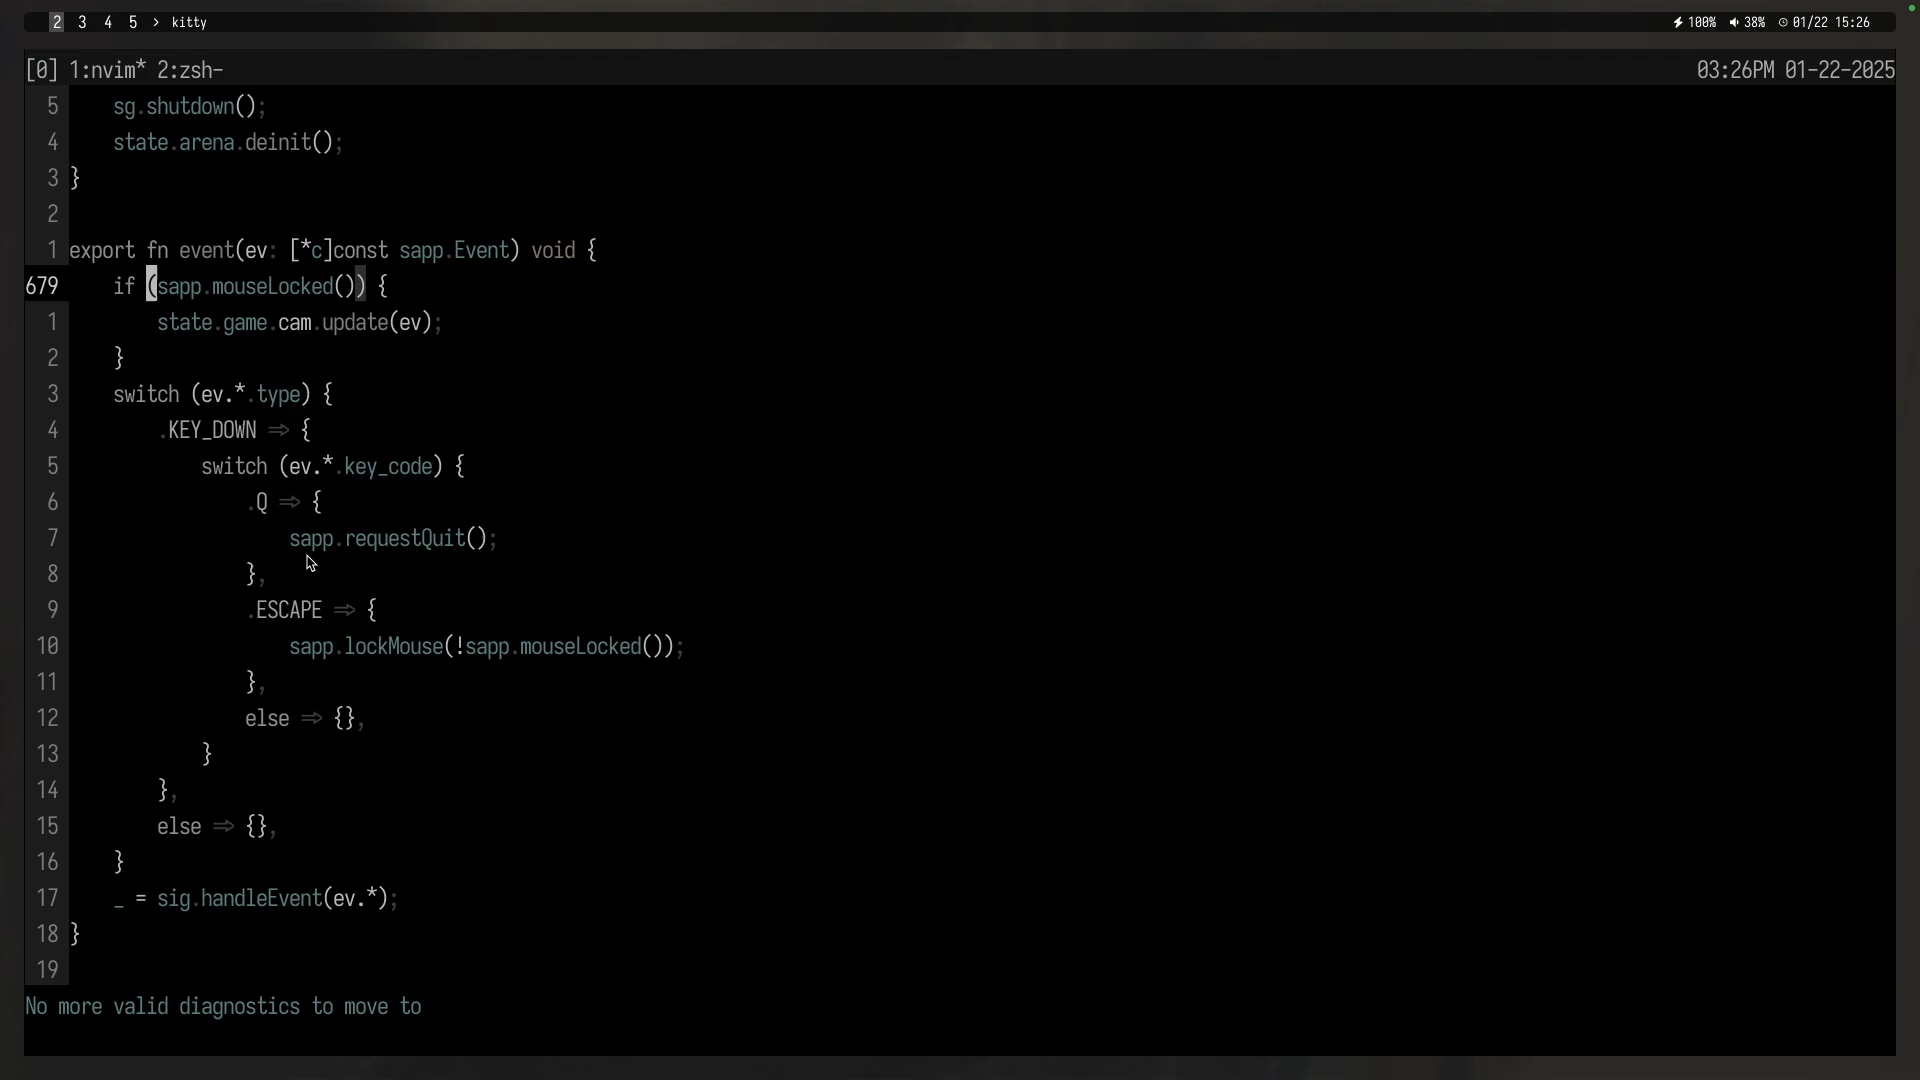 2 3 4 5 > kitty 100% 38% 01/22 15:26
[0] 1:nvim* 2:zsh- 03:26PM 01-22-2025
5 sg.shutdown();
4 state.arena.deinit();
3 }
2
1 export fn event(ev: [*c]const sapp.Event) void {
679 if (sapp.mouseLocked()) {
1 state.game.cam.update(ev);
2 }
3 switch (ev.*.type) {
4 .KEY_DOWN => {
5 switch (ev.*.key_code) {
6 .Q => {
7 sapp.requestQuit();
8 },
9 .ESCAPE => {
10 sapp.lockMouse(!sapp.mouseLocked());
11 },
12 else => {},
13 }
14 },
15 else => {},
16 }
17 _ = sig.handleEvent(ev.*);
18 }
19
No more valid diagnostics to move to